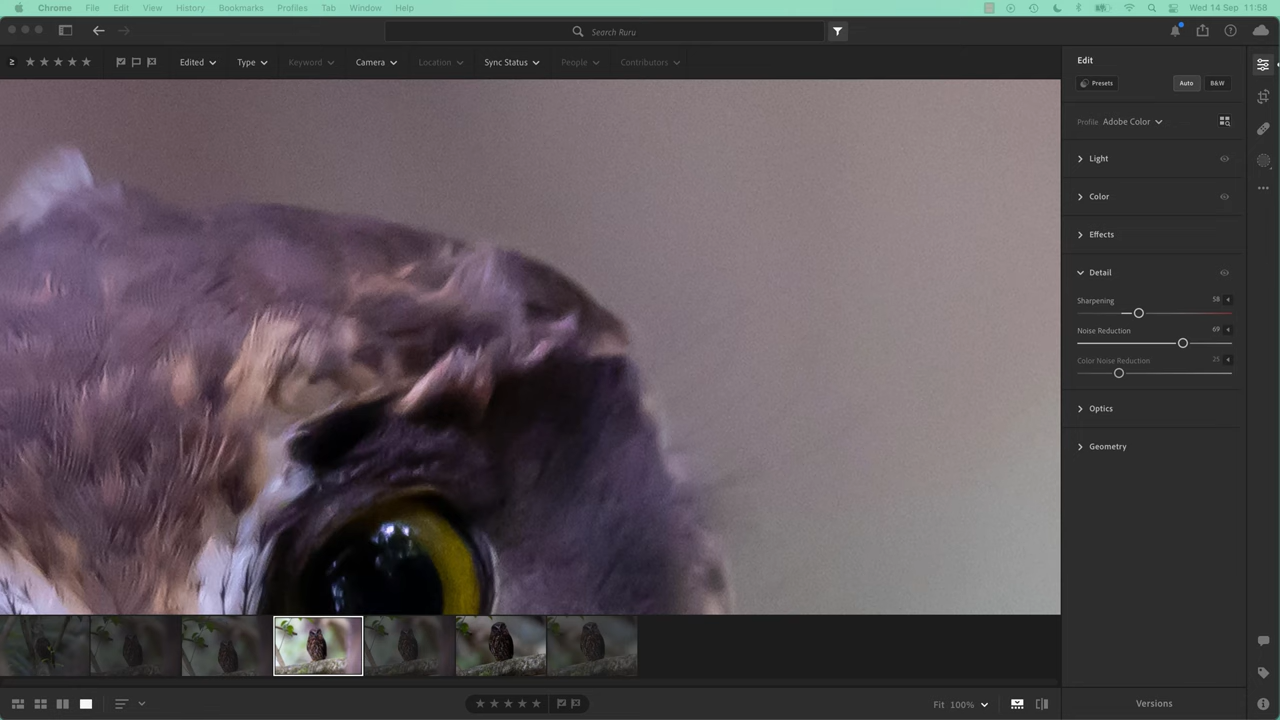 Chrome File Edit View History Bookmarks Profiles Tab Window Help Wed 14 Sep 11:58
Search Ruru
≥ Edited Type Keyword Camera Location Sync Status People Contributors
Edit
Presets Auto B&W
Profile Adobe Color
Light
Color
Effects
Detail
Sharpening 58
Noise Reduction 69
Color Noise Reduction 25
Optics
Geometry
Fit 100% Versions